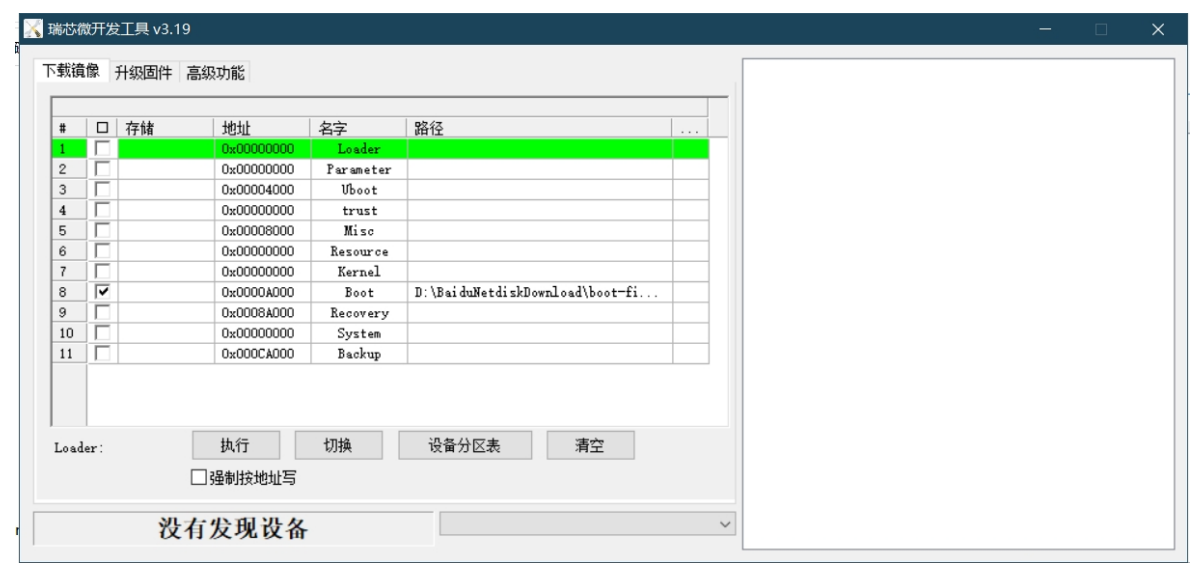 瑞芯微开发工具 v3.19
下载镜像 升级固件 高级功能
# 存储 地址 名字 路径 ...
1 0x00000000 Loader
2 0x00000000 Parameter
3 0x00004000 Uboot
4 0x00000000 trust
5 0x00008000 Misc
6 0x00000000 Resource
7 0x00000000 Kernel
8 0x0000A000 Boot D:\BaiduNetdiskDownload\boot-fi...
9 0x0008A000 Recovery
10 0x00000000 System
11 0x000CA000 Backup
Loader: 执行 切换 设备分区表 清空
强制按地址写
没有发现设备